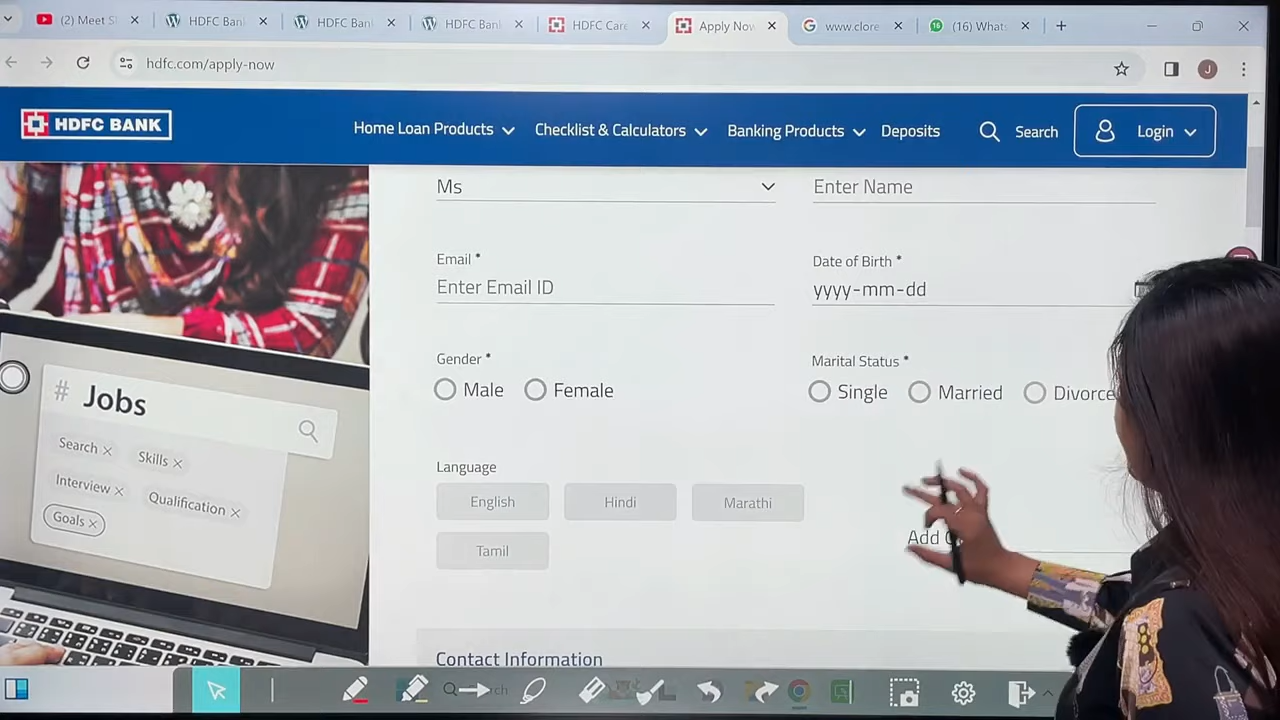 (2) Meet S
HDFC Ban
HDFC Ban
HDFC Ban
HDFC Care
Apply Now
www.clore
(16) What
hdfc.com/apply-now
J
HDFC BANK
Home Loan Products
Checklist & Calculators
Banking Products
Deposits
Search
Login
Ms
Enter Name
Email *
Date of Birth *
Enter Email ID
yyyy-mm-dd
Gender *
Marital Status *
Male
Female
Single
Married
Divorce
# Jobs
Search ×
Skills ×
Interview ×
Qualification ×
Goals ×
Language
English
Hindi
Marathi
Tamil
Add
Contact Information